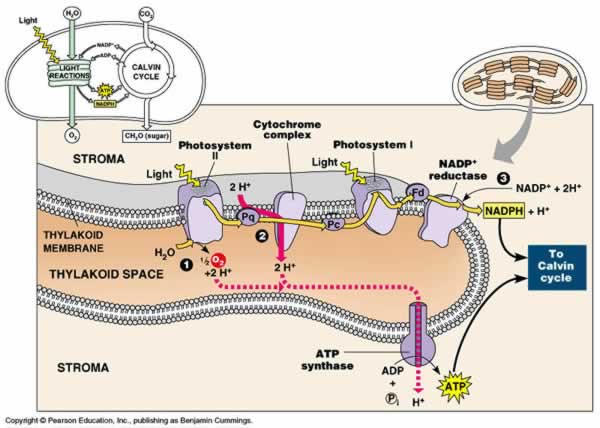 H₂O
CO₂
Light
NADP⁺
ADP
LIGHT
REACTIONS
CALVIN
CYCLE
ATP
NADPH
O₂
CH₂O (sugar)
STROMA
Photosystem
II
Cytochrome
complex
Photosystem I
NADP⁺
reductase
Light
Light
2 H⁺
Fd
3
NADP⁺ + 2H⁺
NADPH + H⁺
Pq
2
Pc
THYLAKOID
MEMBRANE
H₂O
1
½ O₂
+2 H⁺
2 H⁺
THYLAKOID SPACE
To
Calvin
cycle
STROMA
ATP
synthase
ADP
+
Pᵢ
H⁺
ATP
Copyright © Pearson Education, Inc., publishing as Benjamin Cummings.